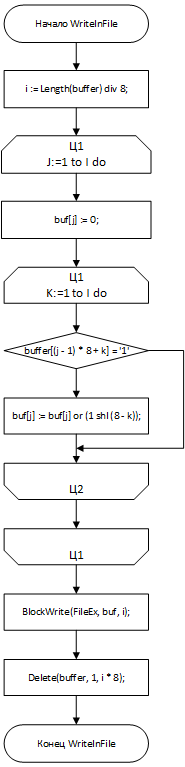 Начало WriteInFile
i := Length(buffer) div 8;
Ц1
J:=1 to I do
buf[j] := 0;
Ц1
K:=1 to I do
buffer[(j - 1) * 8 + k] = '1'
buf[j] := buf[j] or (1 shl (8 - k));
Ц2
Ц1
BlockWrite(FileEx, buf, i);
Delete(buffer, 1, i * 8);
Конец WriteInFile